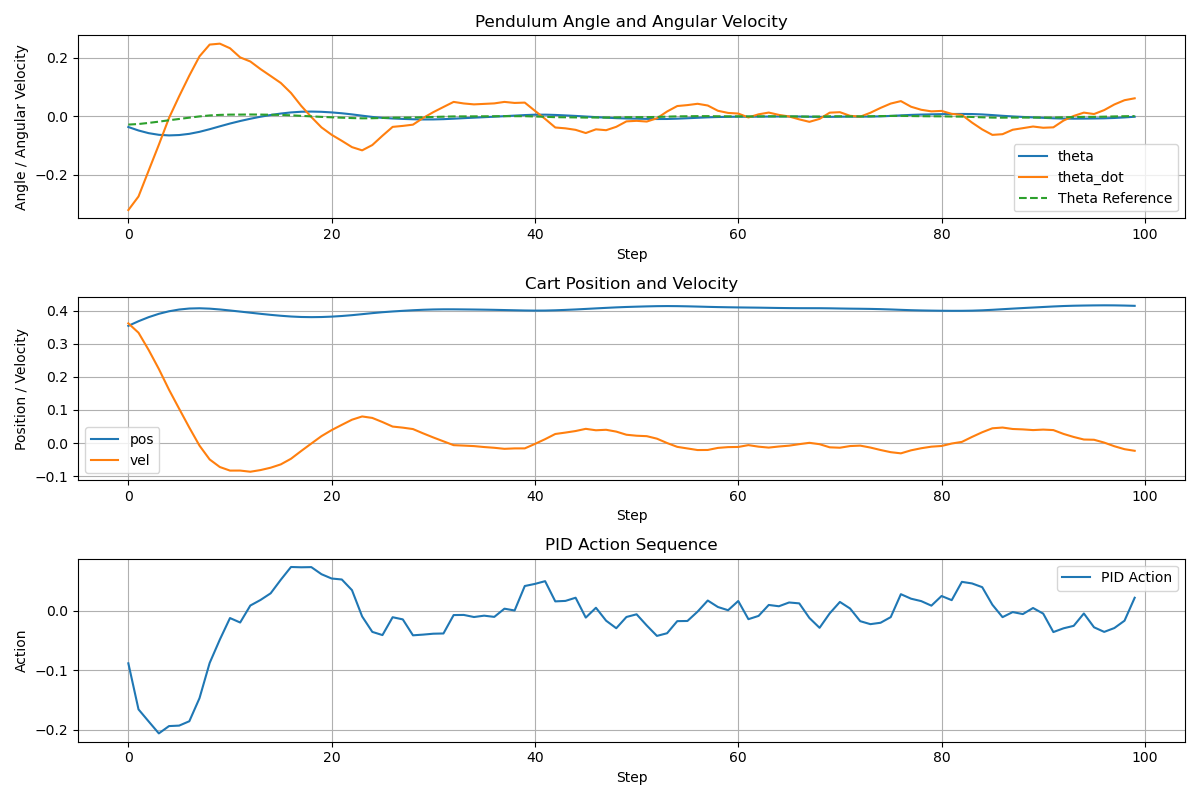 Pendulum Angle and Angular Velocity
Angle / Angular Velocity
0.2
0.0
−0.2
theta
theta_dot
Theta Reference
0 20 40 60 80 100
Step
Cart Position and Velocity
Position / Velocity
0.4
0.3
0.2
0.1
0.0
−0.1
pos
vel
0 20 40 60 80 100
Step
PID Action Sequence
Action
0.0
−0.1
−0.2
PID Action
0 20 40 60 80 100
Step